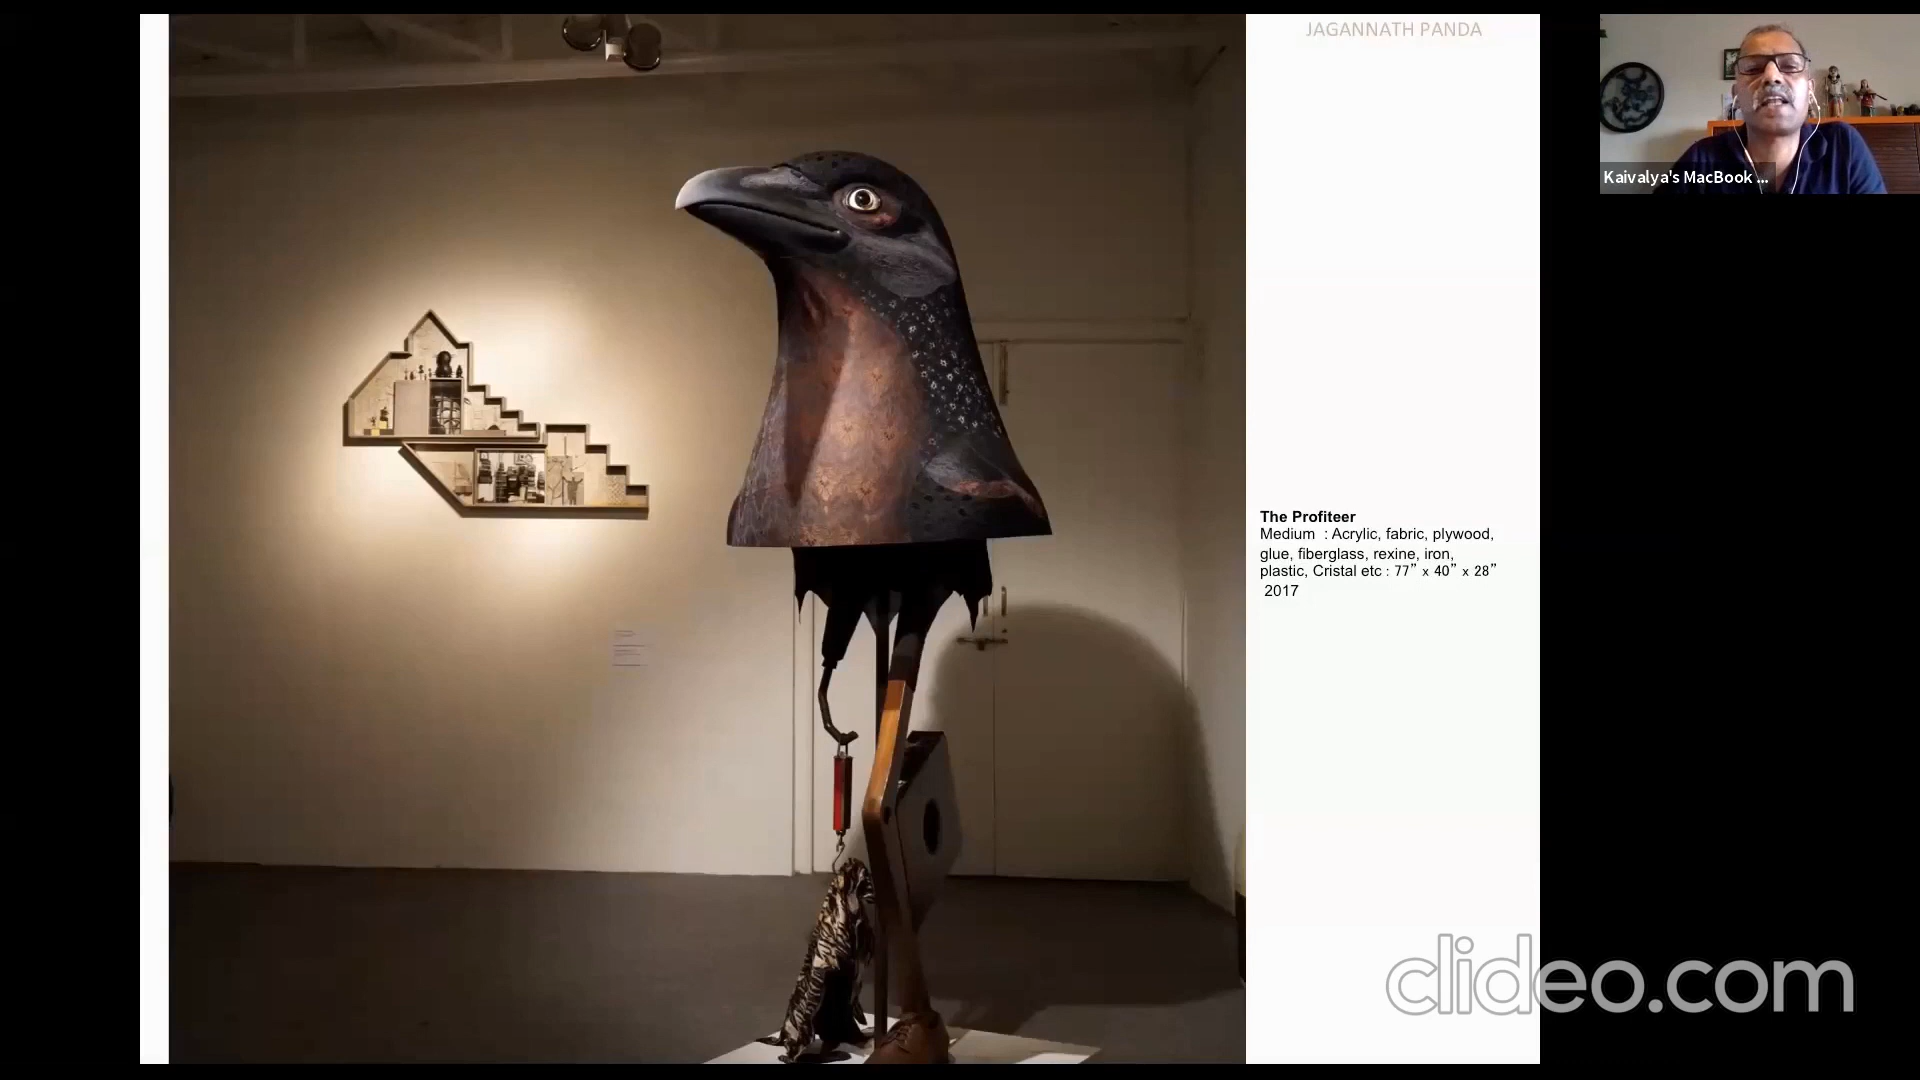 JAGANNATH PANDA
Kaivalya's MacBook ...
The Profiteer
Medium : Acrylic, fabric, plywood,
glue, fiberglass, rexine, iron,
plastic, Cristal etc : 77” x 40” x 28”
2017
clideo.com